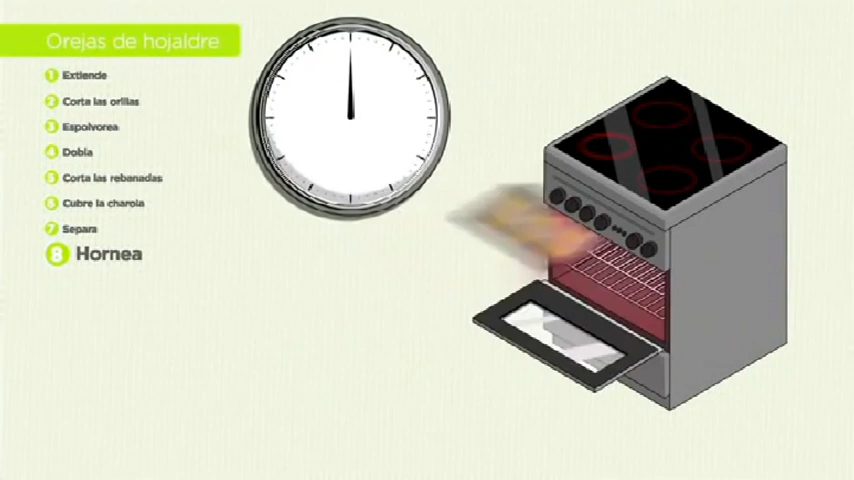 Orejas de hojaldre
1 Extiende
2 Corta las orillas
3 Espolvorea
4 Dobla
5 Corta las rebanadas
6 Cubre la charola
7 Separa
8 Hornea